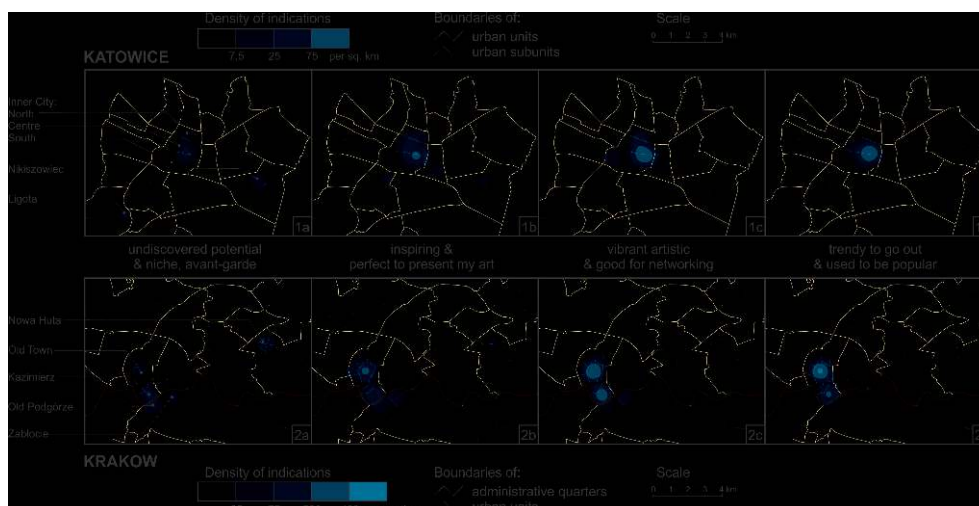 Density of indications
Boundaries of:
Scale
urban units
0 1 2 3 4 km
urban subunits
7,5 25 75 per sq. km
KATOWICE
Inner City:
North
Centre
South
Nikiszowiec
Ligota
1a
1b
1c
undiscovered potential
& niche, avant-garde
inspiring &
perfect to present my art
vibrant artistic
& good for networking
trendy to go out
& used to be popular
Nowa Huta
Old Town
Kazimierz
Old Podgórze
Zabłocie
2a
2b
2c
KRAKOW
Density of indications
Boundaries of:
Scale
administrative quarters
0 1 2 3 4 km
urban units